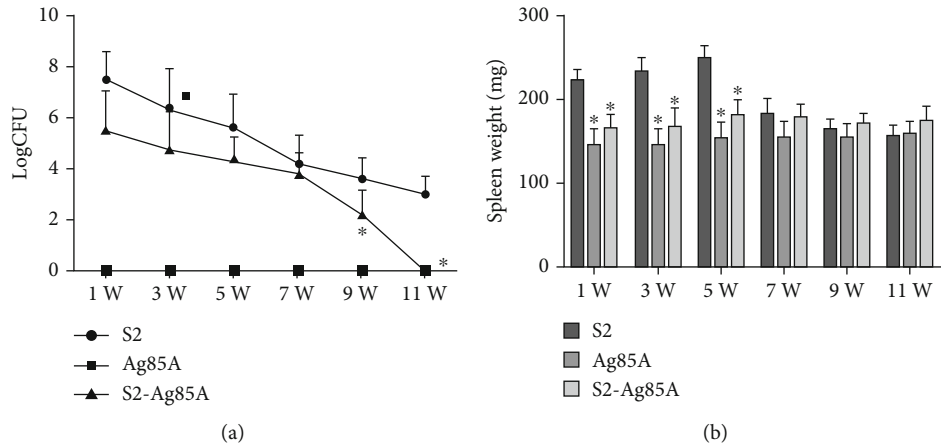 LogCFU
10
8
6
4
2
0
*
*
1 W 3 W 5 W 7 W 9 W 11 W
S2
Ag85A
S2-Ag85A
(a)
Spleen weight (mg)
300
200
100
0
* * * * * *
1 W 3 W 5 W 7 W 9 W 11 W
S2
Ag85A
S2-Ag85A
(b)